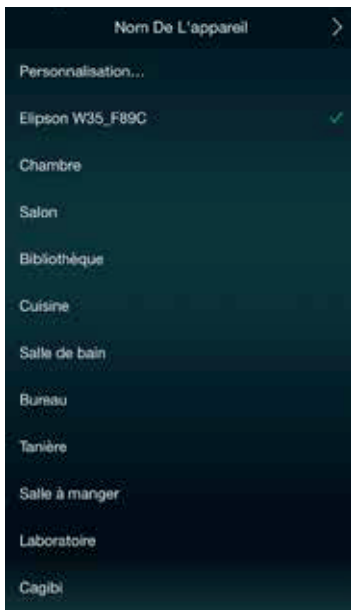 Nom De L'appareil
Personnalisation...
Elipson W35_F89C
Chambre
Salon
Bibliothèque
Cuisine
Salle de bain
Bureau
Tanière
Salle à manger
Laboratoire
Cagibi